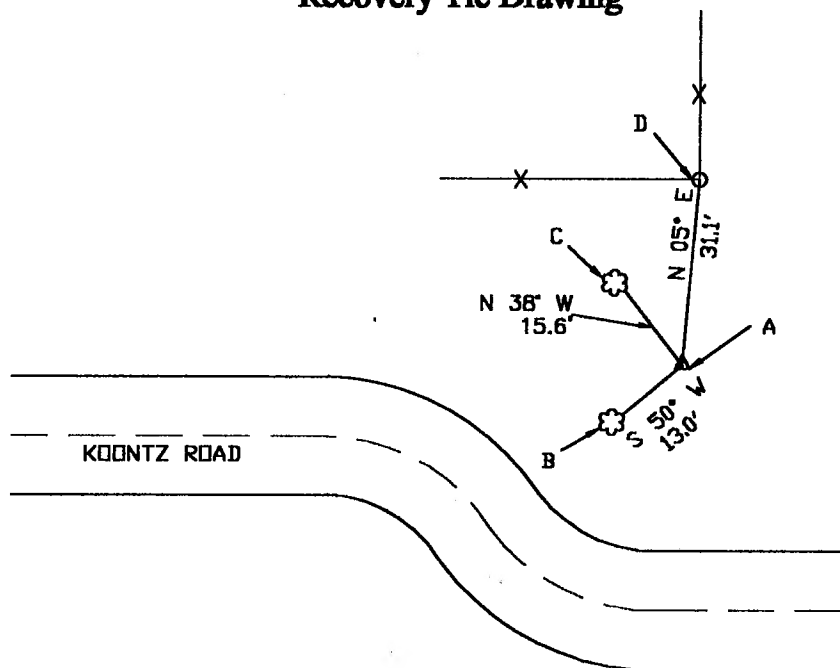 Recovery Tie Drawing
X
D
X
N 05° E
31.1'
C
N 38° W
15.6'
A
S 50° W
13.0'
B
KOONTZ ROAD